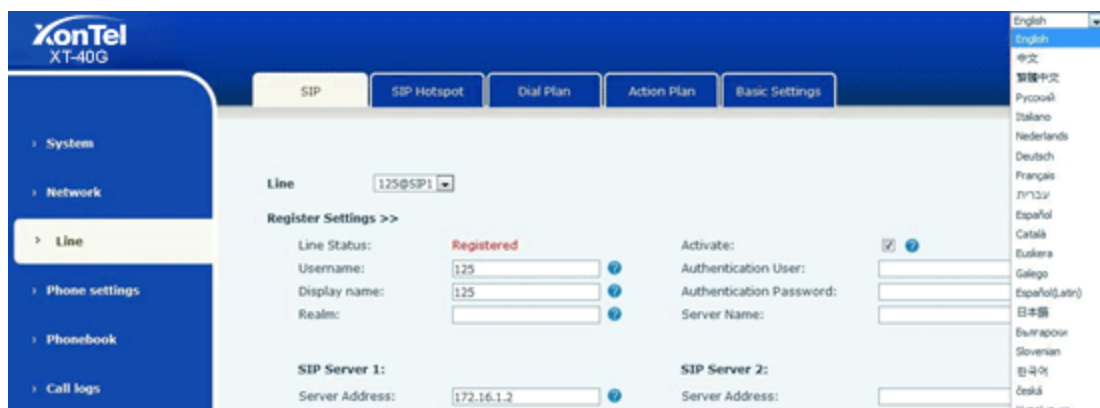 XonTel
XT-40G
English
English
中文
繁體中文
Русский
Italiano
Nederlands
Deutsch
Français
עברית
Español
Català
Euskera
Galego
Español(Latin)
日本語
Български
Slovenian
한국어
česká
SIP
SIP Hotspot
Dial Plan
Action Plan
Basic Settings
System
Network
Line
Phone settings
Phonebook
Call logs
Line 125@SIP1
Register Settings >>
Line Status: Registered Activate:
Username: 125 Authentication User:
Display name: 125 Authentication Password:
Realm: Server Name:
SIP Server 1: SIP Server 2:
Server Address: 172.16.1.2 Server Address: